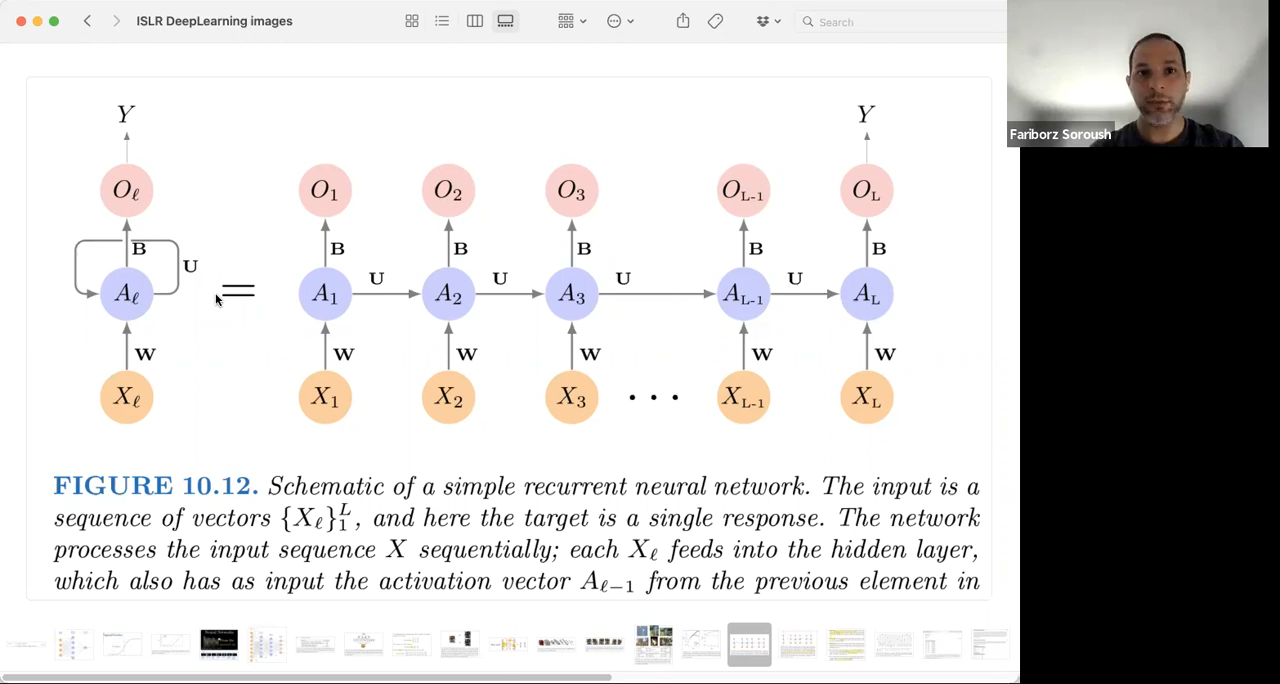 ISLR DeepLearning images
Search
Fariborz Soroush
Y Y
Oℓ O1 O2 O3 OL-1 OL
B B B B B B
U U U U U
Aℓ = A1 A2 A3 AL-1 AL
W W W W W W
Xℓ X1 X2 X3 · · · XL-1 XL
FIGURE 10.12. Schematic of a simple recurrent neural network. The input is a
sequence of vectors {Xℓ}₁ᴸ, and here the target is a single response. The network
processes the input sequence X sequentially; each Xℓ feeds into the hidden layer,
which also has as input the activation vector Aℓ−1 from the previous element in